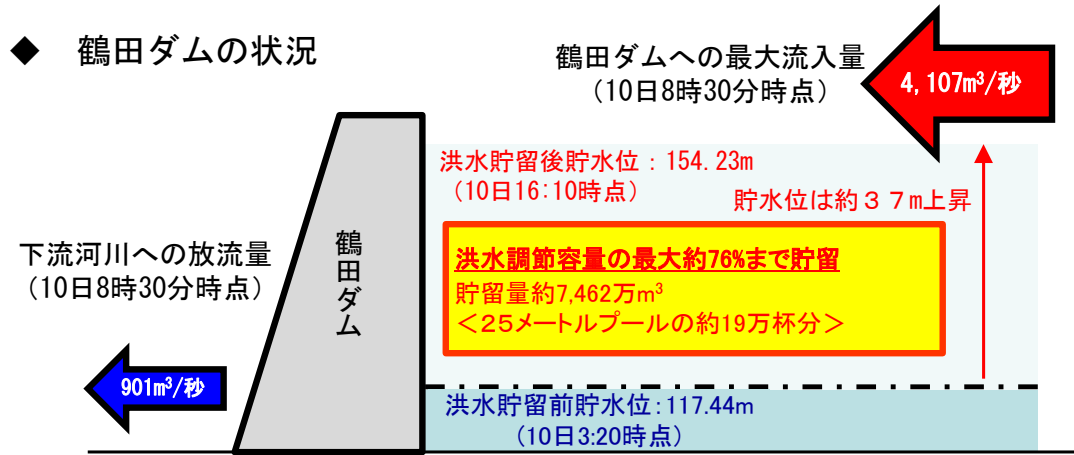 ◆ 鶴田ダムの状況
鶴田ダムへの最大流入量
（10日8時30分時点）
4,107m³/秒
洪水貯留後貯水位：154.23m
（10日16:10時点）
貯水位は約３７m上昇
洪水調節容量の最大約76%まで貯留
貯留量約7,462万m³
＜２５メートルプールの約19万杯分＞
鶴田ダム
下流河川への放流量
（10日8時30分時点）
901m³/秒
洪水貯留前貯水位：117.44m
（10日3:20時点）